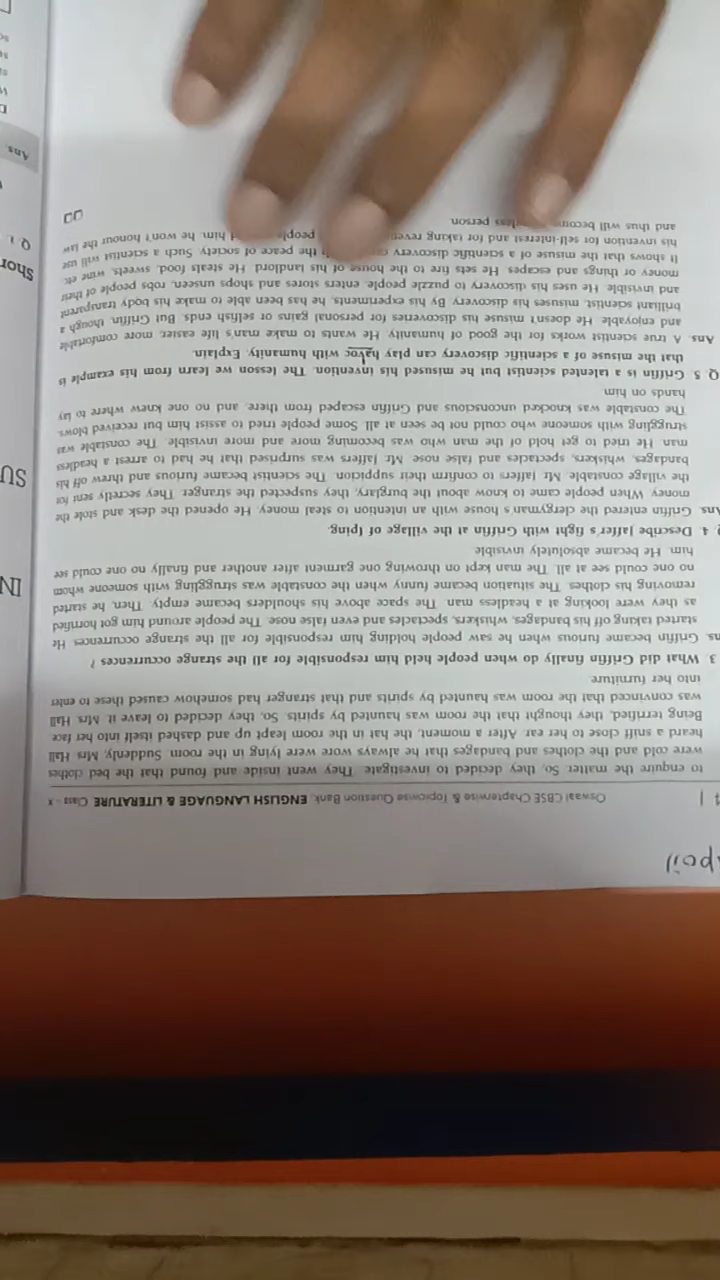 Oswaal CBSE Chapterwise & Topicwise Question Bank, ENGLISH LANGUAGE & LITERATURE Class - X
to enquire the matter. So, they decided to investigate. They went inside and found that the bed clothes
were cold and the clothes and bandages that he always wore were lying in the room. Suddenly, Mrs Hall
heard a sniff close to her ear. After a moment, the hat in the room leapt up and dashed itself into her face.
Being terrified, they thought that the room was haunted by spirits. So, they decided to leave it. Mrs Hall
was convinced that the room was haunted by spirits and that stranger had somehow caused these to enter
into her furniture.
3 What did Griffin finally do when people held him responsible for all the strange occurrences ?
ns. Griffin became furious when he saw people holding him responsible for all the strange occurrences. He
started taking off his bandages, whiskers, spectacles and even false nose. The people around him got horrified
as they were looking at a headless man. The space above his shoulders became empty. Then, he started
removing his clothes. The situation became funny when the constable was struggling with someone whom
no one could see at all. The man kept on throwing one garment after another and finally no one could see
him. He became absolutely invisible.
4. Describe Jaffer's fight with Griffin at the village of Iping.
Ans. Griffin entered the clergyman's house with an intention to steal money. He opened the desk and stole the
money. When people came to know about the burglary, they suspected the stranger. They secretly sent for
the village constable, Mr. Jaffers to confirm their suppicion. The scientist became furious and threw off his
bandages, whiskers, spectacles and false nose. Mr. Jaffers was surprised that he had to arrest a headless
man. He tried to get hold of the man who was becoming more and more invisible. The constable was
struggling with someone who could not be seen at all. Some people tried to assist him but received blows.
The constable was knocked unconscious and Griffin escaped from there, and no one knew where to lay
hands on him.
Q. 5. Griffin is a talented scientist but he misused his invention. The lesson we learn from his example is
that the misuse of a scientific discovery can play havoc with humanity. Explain.
Ans. A true scientist works for the good of humanity. He wants to make man's life easier, more comfortable
and enjoyable. He doesn't misuse his discoveries for personal gains or selfish ends. But Griffin, though a
brilliant scientist, misuses his discovery. By his experiments, he has been able to make his body transparent
and invisible. He uses his discovery to puzzle people, enters stores and shops unseen, robs people of their
money or things and escapes. He sets fire to the house of his landlord. He steals food, sweets, wine etc.
It shows that the misuse of a scientific discovery the peace of society. Such a scientist will use
his invention for self-interest and for taking people him, he won't honour the law
and thus will person.
Ans.
Q. 1.
Shor
SU
IN